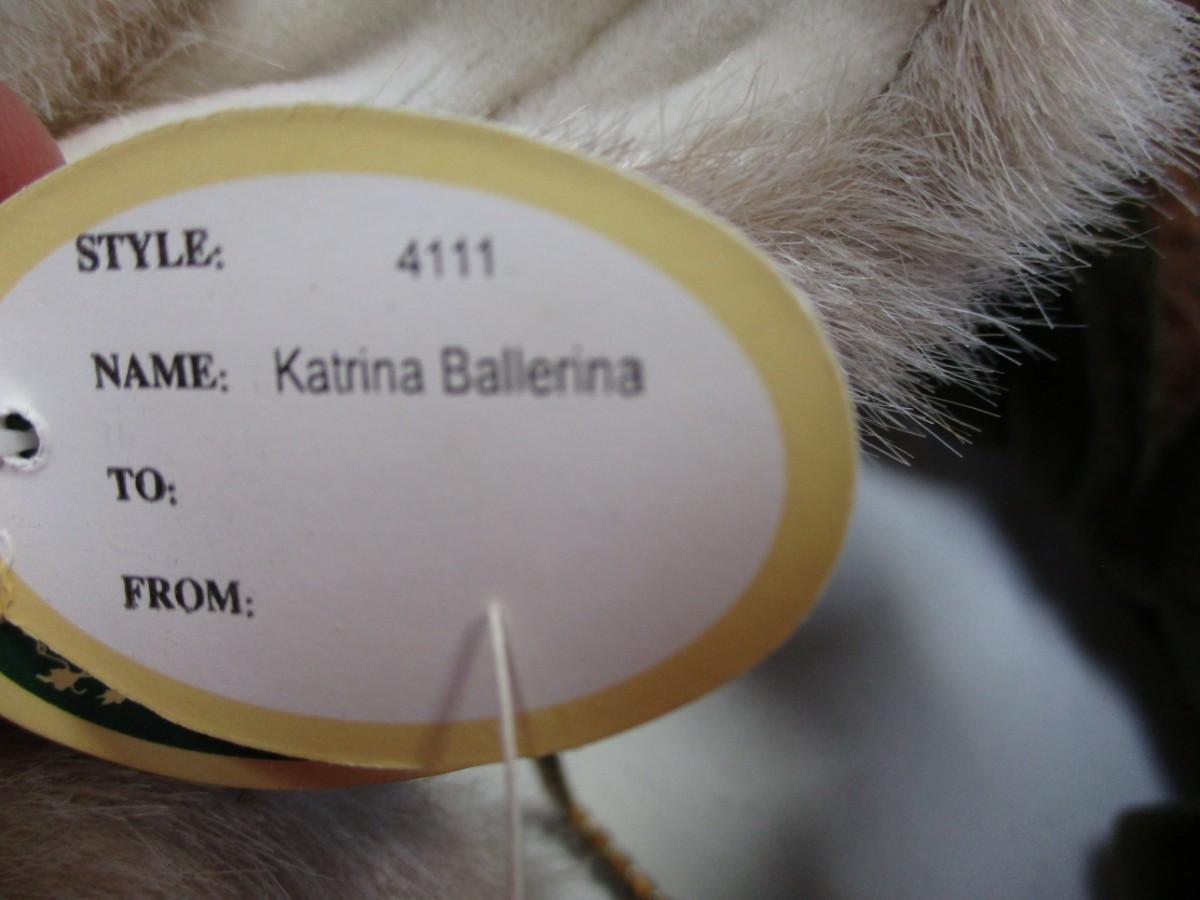 STYLE: 4111
NAME: Katrina Ballerina
TO:
FROM: